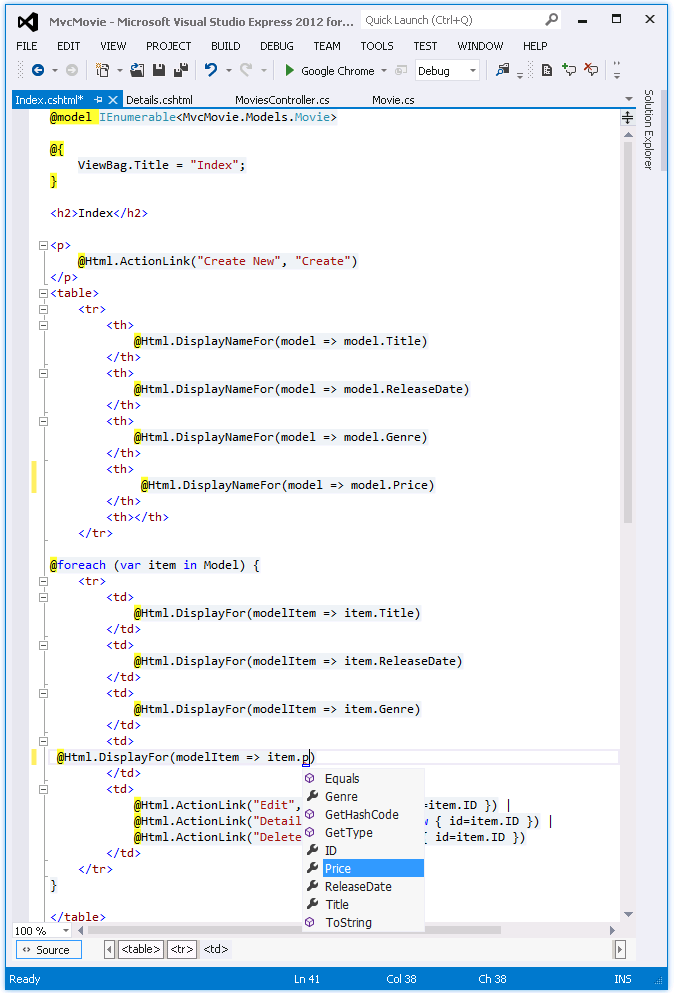 MvcMovie - Microsoft Visual Studio Express 2012 for... Quick Launch (Ctrl+Q)
FILE EDIT VIEW PROJECT BUILD DEBUG TEAM TOOLS TEST WINDOW HELP
Google Chrome Debug
Index.cshtml* Details.cshtml MoviesController.cs Movie.cs
Solution Explorer
@model IEnumerable<MvcMovie.Models.Movie>
@{
ViewBag.Title = "Index";
}
<h2>Index</h2>
<p>
@Html.ActionLink("Create New", "Create")
</p>
<table>
<tr>
<th>
@Html.DisplayNameFor(model => model.Title)
</th>
<th>
@Html.DisplayNameFor(model => model.ReleaseDate)
</th>
<th>
@Html.DisplayNameFor(model => model.Genre)
</th>
<th>
@Html.DisplayNameFor(model => model.Price)
</th>
<th></th>
</tr>
@foreach (var item in Model) {
<tr>
<td>
@Html.DisplayFor(modelItem => item.Title)
</td>
<td>
@Html.DisplayFor(modelItem => item.ReleaseDate)
</td>
<td>
@Html.DisplayFor(modelItem => item.Genre)
</td>
<td>
@Html.DisplayFor(modelItem => item.p)
</td>
<td>
@Html.ActionLink("Edit", =item.ID }) |
@Html.ActionLink("Detail { id=item.ID }) |
@Html.ActionLink("Delete { id=item.ID })
</td>
</tr>
}
</table>
Equals
Genre
GetHashCode
GetType
ID
Price
ReleaseDate
Title
ToString
100 %
Source <table> <tr> <td>
Ready Ln 41 Col 38 Ch 38 INS